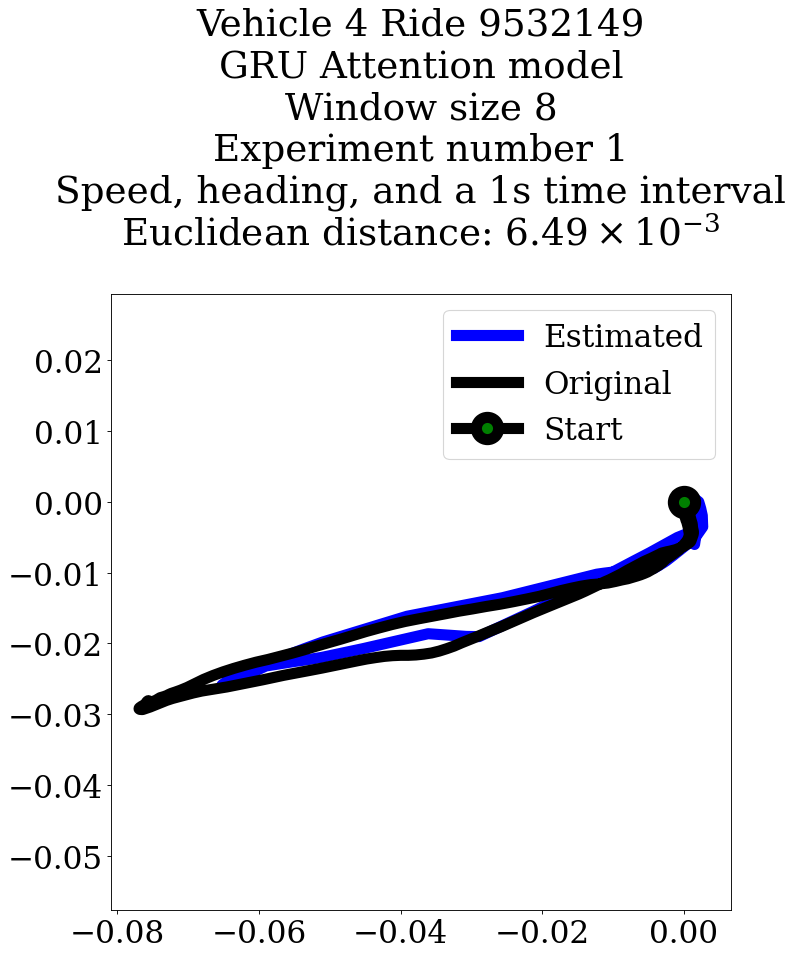 Vehicle 4 Ride 9532149
GRU Attention model
Window size 8
Experiment number 1
Speed, heading, and a 1s time interval
Euclidean distance: 6.49 × 10⁻³
Estimated
Original
Start
0.02
0.01
0.00
−0.01
−0.02
−0.03
−0.04
−0.05
−0.08 −0.06 −0.04 −0.02 0.00